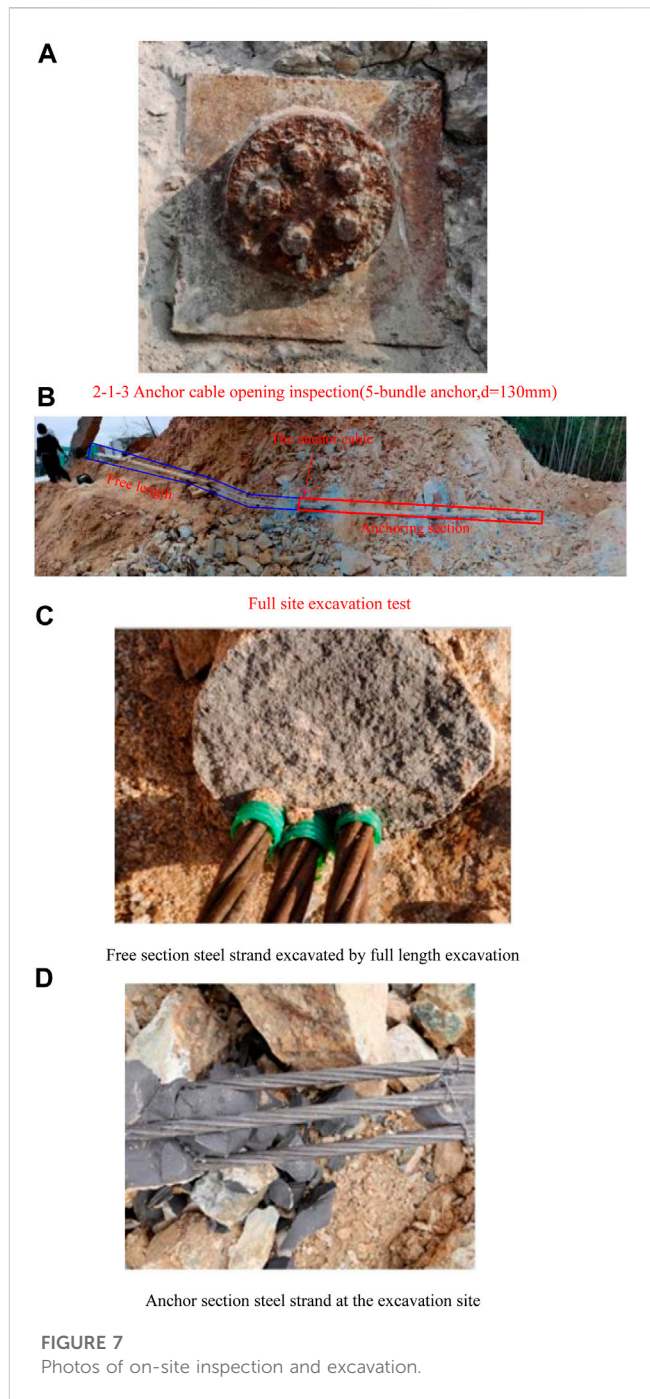 A
2-1-3 Anchor cable opening inspection(5-bundle anchor,d=130mm)
B
The anchor cable
Free length
Anchoring section
Full site excavation test
C
Free section steel strand excavated by full length excavation
D
Anchor section steel strand at the excavation site
FIGURE 7
Photos of on-site inspection and excavation.